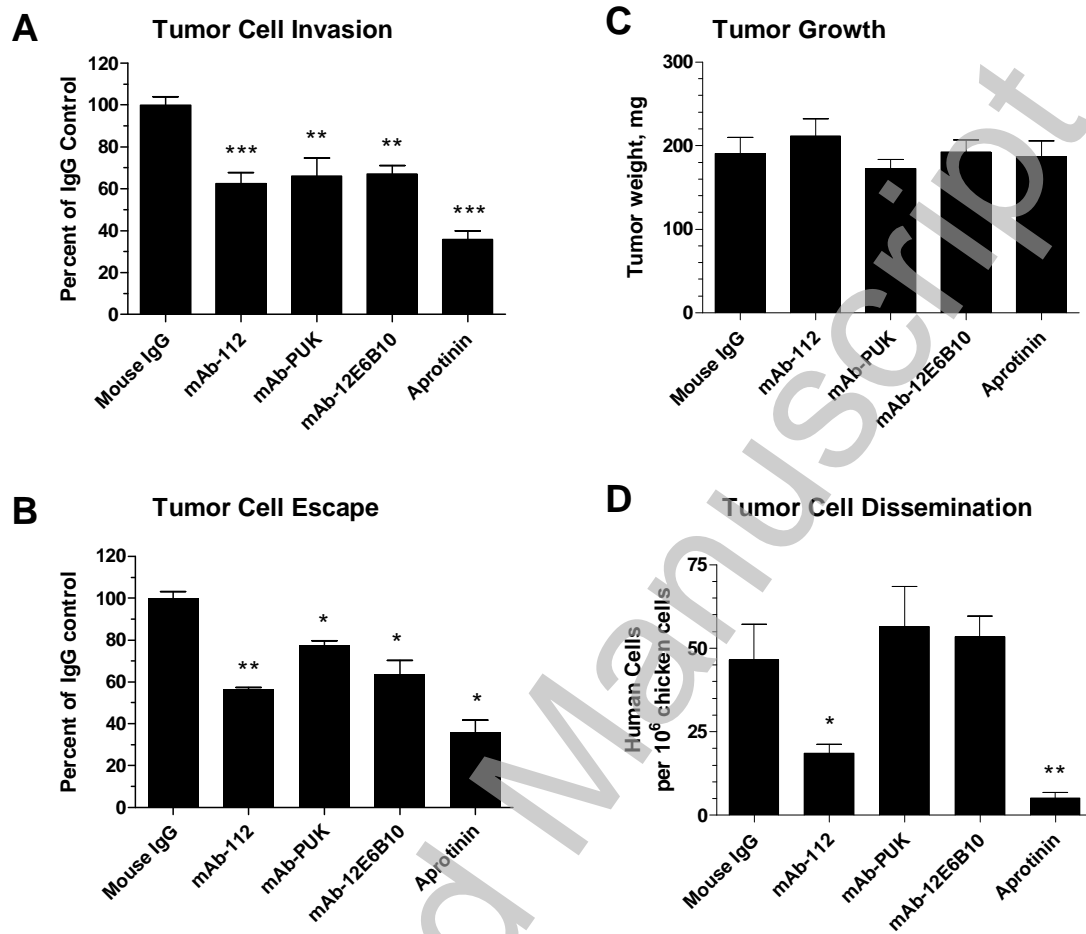 A
Tumor Cell Invasion
Percent of IgG Control
120
100
80
60
40
20
0
***
**
**
***
Mouse IgG
mAb-112
mAb-PUK
mAb-12E6B10
Aprotinin
C
Tumor Growth
Tumor weight, mg
300
200
100
0
Mouse IgG
mAb-112
mAb-PUK
mAb-12E6B10
Aprotinin
B
Tumor Cell Escape
Percent of IgG control
120
100
80
60
40
20
0
**
*
*
*
Mouse IgG
mAb-112
mAb-PUK
mAb-12E6B10
Aprotinin
D
Tumor Cell Dissemination
Human Cells
per 10⁶ chicken cells
75
50
25
0
*
**
Mouse IgG
mAb-112
mAb-PUK
mAb-12E6B10
Aprotinin
d Manuscript